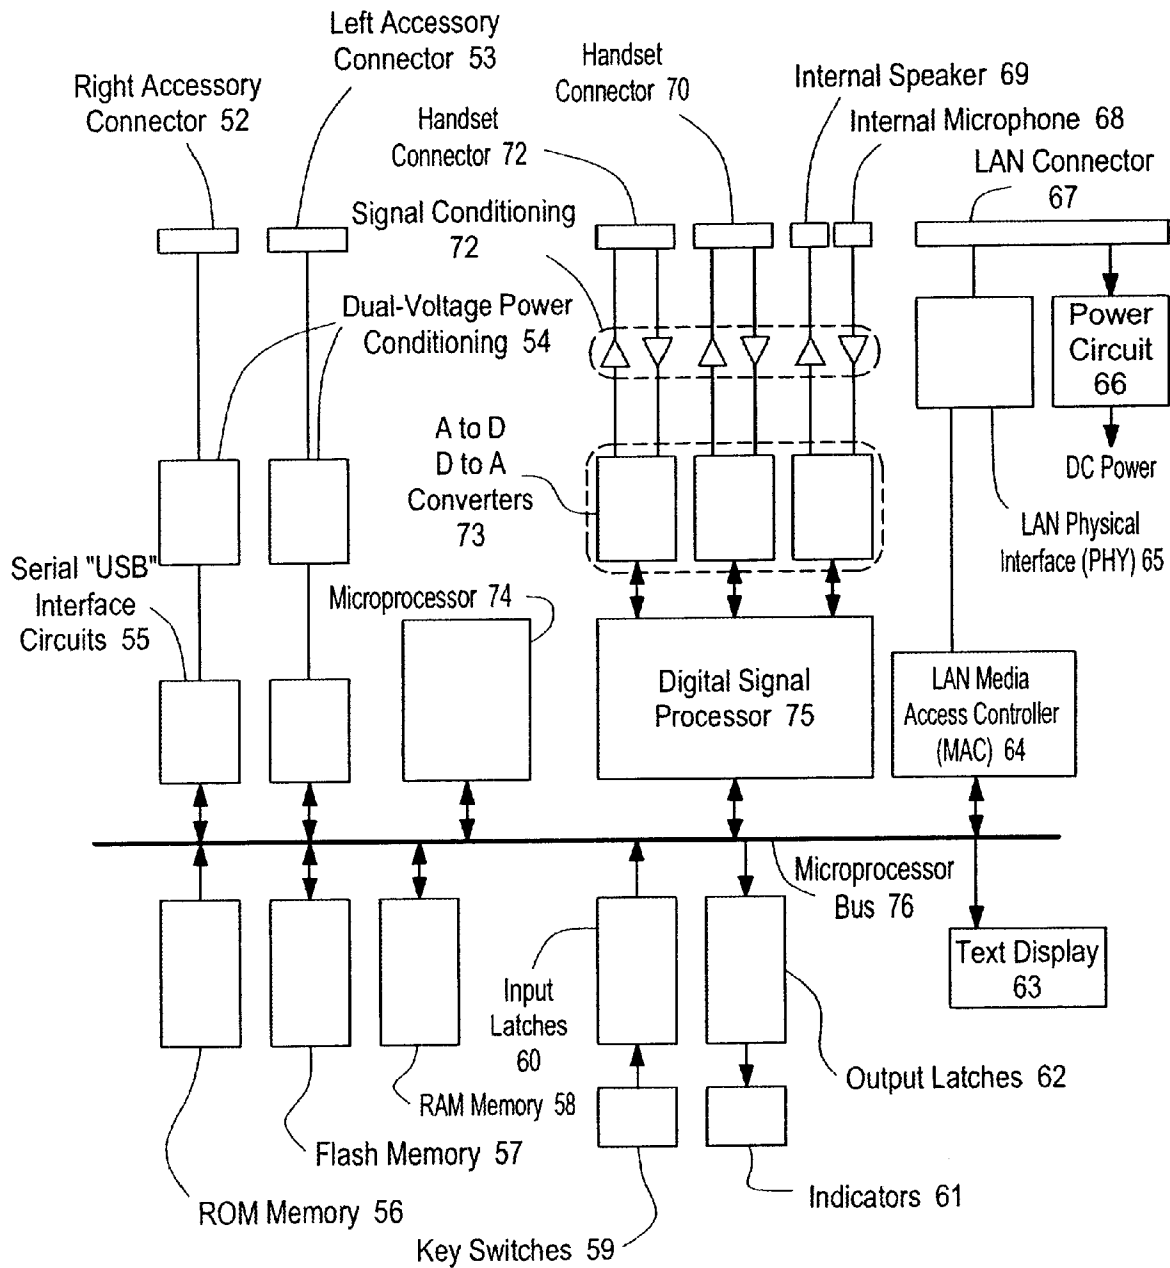 Left Accessory
Connector 53
Right Accessory
Connector 52
Handset
Connector 72
Handset
Connector 70
Internal Speaker 69
Internal Microphone 68
LAN Connector
67
Signal Conditioning
72
Dual-Voltage Power
Conditioning 54
Power
Circuit
66
A to D
D to A
Converters
73
DC Power
LAN Physical
Interface (PHY) 65
Serial "USB"
Interface
Circuits 55
Microprocessor 74
Digital Signal
Processor 75
LAN Media
Access Controller
(MAC) 64
Microprocessor
Bus 76
Text Display
63
Input
Latches
60
Output Latches 62
RAM Memory 58
Flash Memory 57
ROM Memory 56
Indicators 61
Key Switches 59